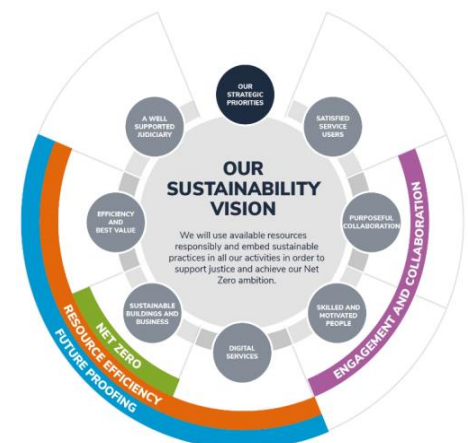 OUR
STRATEGIC
PRIORITIES
A WELL
SUPPORTED
JUDICIARY
SATISFIED
SERVICE
USERS
OUR
SUSTAINABILITY
VISION
We will use available resources
responsibly and embed sustainable
practices in all our activities in order to
support justice and achieve our Net
Zero ambition.
EFFICIENCY
AND
BEST VALUE
PURPOSEFUL
COLLABORATION
SUSTAINABLE
BUILDINGS AND
BUSINESS
SKILLED AND
MOTIVATED
PEOPLE
DIGITAL
SERVICES
NET ZERO
RESOURCE EFFICIENCY
FUTURE PROOFING
ENGAGEMENT AND COLLABORATION